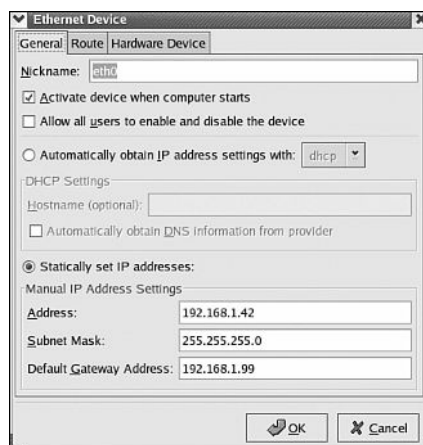 Ethernet Device
General Route Hardware Device
Nickname: eth0
Activate device when computer starts
Allow all users to enable and disable the device
Automatically obtain IP address settings with: dhcp
DHCP Settings
Hostname (optional):
Automatically obtain DNS information from provider
Statically set IP addresses:
Manual IP Address Settings
Address: 192.168.1.42
Subnet Mask: 255.255.255.0
Default Gateway Address: 192.168.1.99
OK Cancel